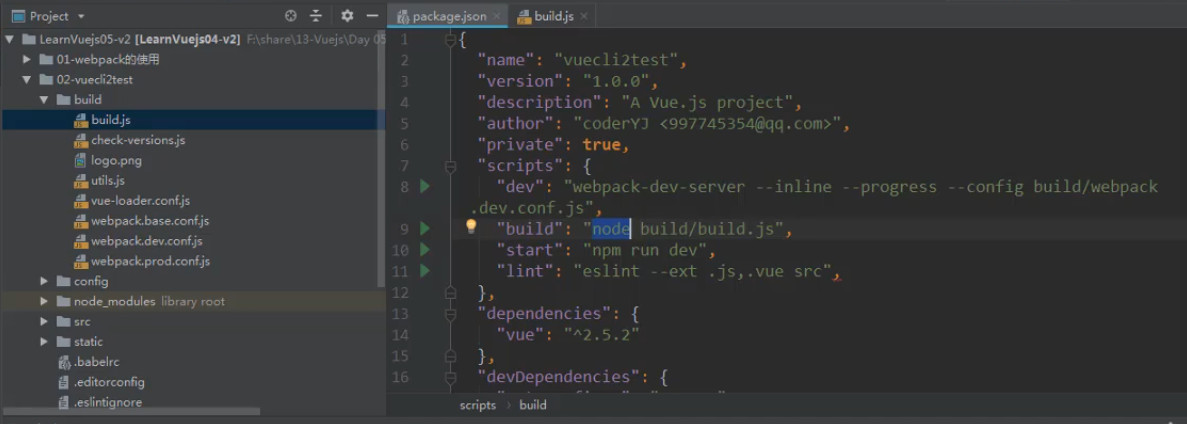 Project
LearnVuejs05-v2 [LearnVuejs04-v2] F:\share\13-Vuejs\Day 05
01-webpack的使用
02-vuecli2test
build
build.js
check-versions.js
logo.png
utils.js
vue-loader.conf.js
webpack.base.conf.js
webpack.dev.conf.js
webpack.prod.conf.js
config
node_modules library root
src
static
.babelrc
.editorconfig
.eslintignore
package.json
build.js
1 {
2 "name": "vuecli2test",
3 "version": "1.0.0",
4 "description": "A Vue.js project",
5 "author": "coderYJ <997745354@qq.com>",
6 "private": true,
7 "scripts": {
8 "dev": "webpack-dev-server --inline --progress --config build/webpack
.dev.conf.js",
9 "build": "node build/build.js",
10 "start": "npm run dev",
11 "lint": "eslint --ext .js,.vue src",
12 },
13 "dependencies": {
14 "vue": "^2.5.2"
15 },
16 "devDependencies": {
scripts › build